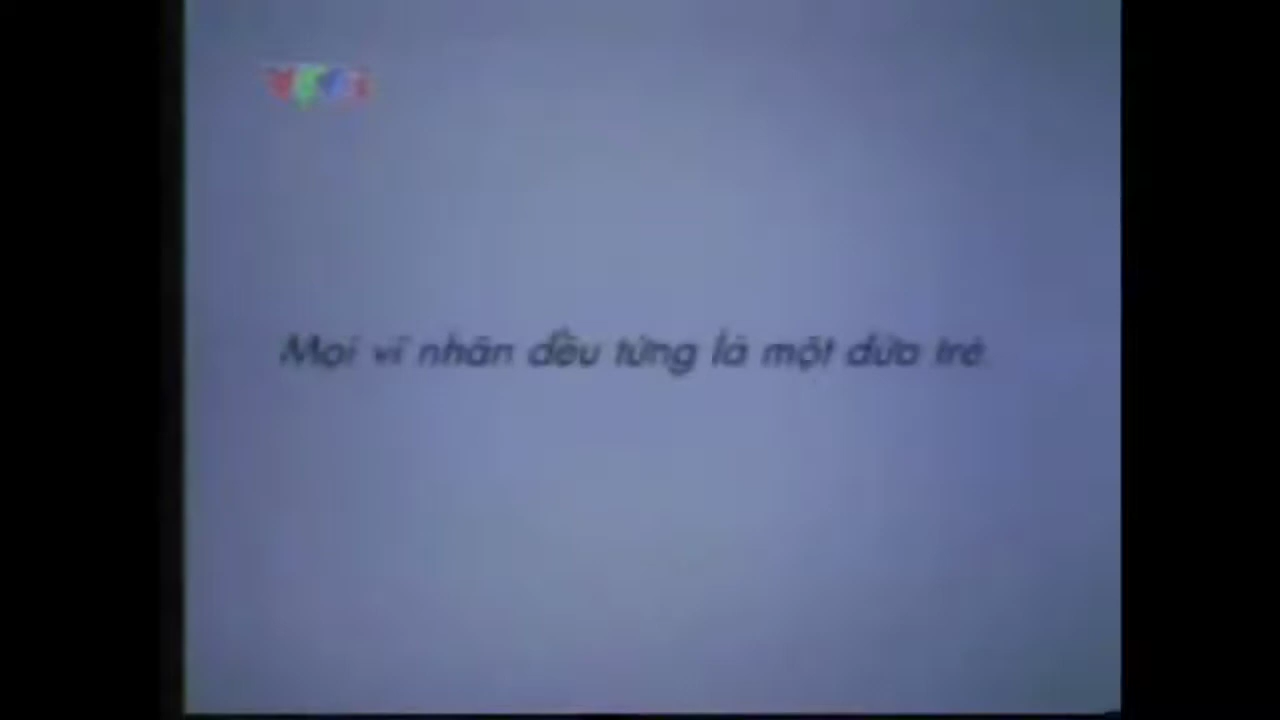 Mọi vĩ nhân đều từng là một đứa trẻ.